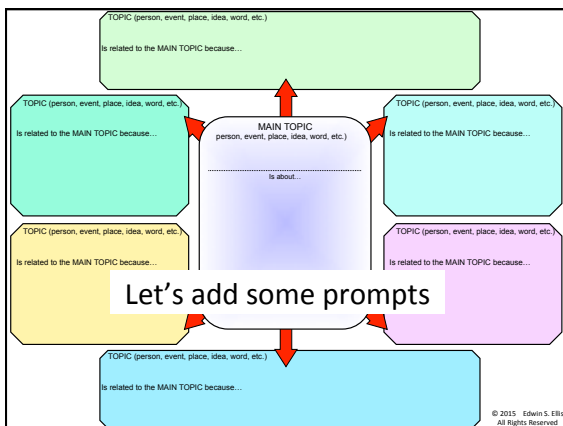 TOPIC (person, event, place, idea, word, etc.)
Is related to the MAIN TOPIC because…
TOPIC (person, event, place, idea, word, etc.)
Is related to the MAIN TOPIC because…
MAIN TOPIC
person, event, place, idea, word, etc.)
Is about…
TOPIC (person, event, place, idea, word, etc.)
Is related to the MAIN TOPIC because…
TOPIC (person, event, place, idea, word, etc.)
Is related to the MAIN TOPIC because…
TOPIC (person, event, place, idea, word, etc.)
Is related to the MAIN TOPIC because…
Let’s add some prompts
TOPIC (person, event, place, idea, word, etc.)
Is related to the MAIN TOPIC because…
© 2015 Edwin S. Ellis
All Rights Reserved